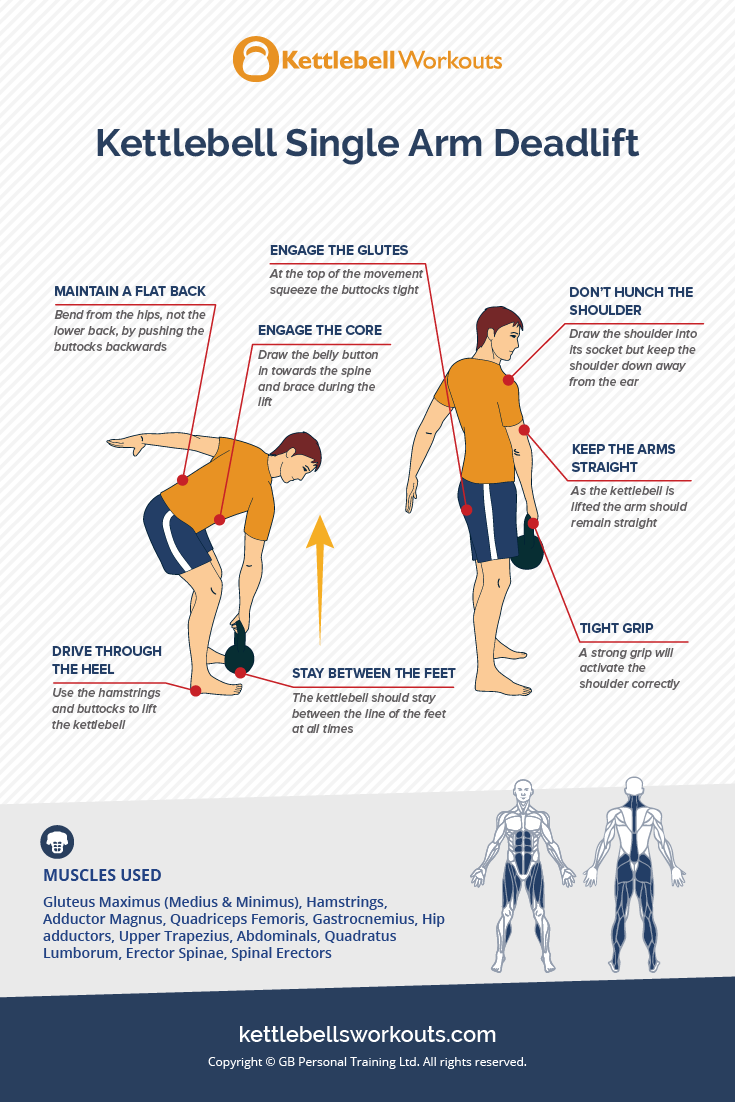 Kettlebell Workouts
Kettlebell Single Arm Deadlift
ENGAGE THE GLUTES
At the top of the movement
squeeze the buttocks tight
MAINTAIN A FLAT BACK
Bend from the hips, not the
lower back, by pushing the
buttocks backwards
ENGAGE THE CORE
Draw the belly button
in towards the spine
and brace during the
lift
DON'T HUNCH THE
SHOULDER
Draw the shoulder into
its socket but keep the
shoulder down away
from the ear
KEEP THE ARMS
STRAIGHT
As the kettlebell is
lifted the arm should
remain straight
TIGHT GRIP
A strong grip will
activate the
shoulder correctly
DRIVE THROUGH
THE HEEL
Use the hamstrings
and buttocks to lift
the kettlebell
STAY BETWEEN THE FEET
The kettlebell should stay
between the line of the feet
at all times
MUSCLES USED
Gluteus Maximus (Medius & Minimus), Hamstrings,
Adductor Magnus, Quadriceps Femoris, Gastrocnemius, Hip
adductors, Upper Trapezius, Abdominals, Quadratus
Lumborum, Erector Spinae, Spinal Erectors
kettlebellsworkouts.com
Copyright © GB Personal Training Ltd. All rights reserved.